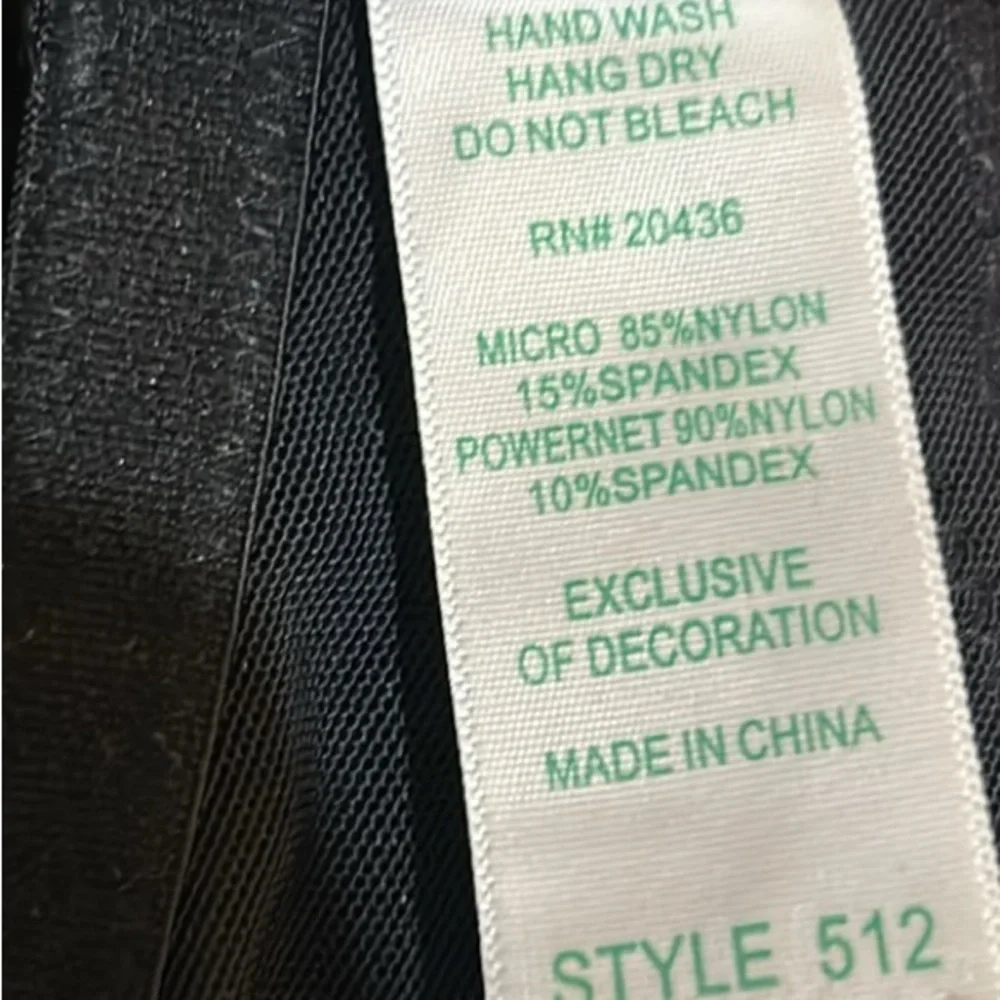 HAND WASH
HANG DRY
DO NOT BLEACH
RN# 20436
MICRO 85%NYLON
15%SPANDEX
POWERNET 90%NYLON
10%SPANDEX
EXCLUSIVE
OF DECORATION
MADE IN CHINA
STYLE 512